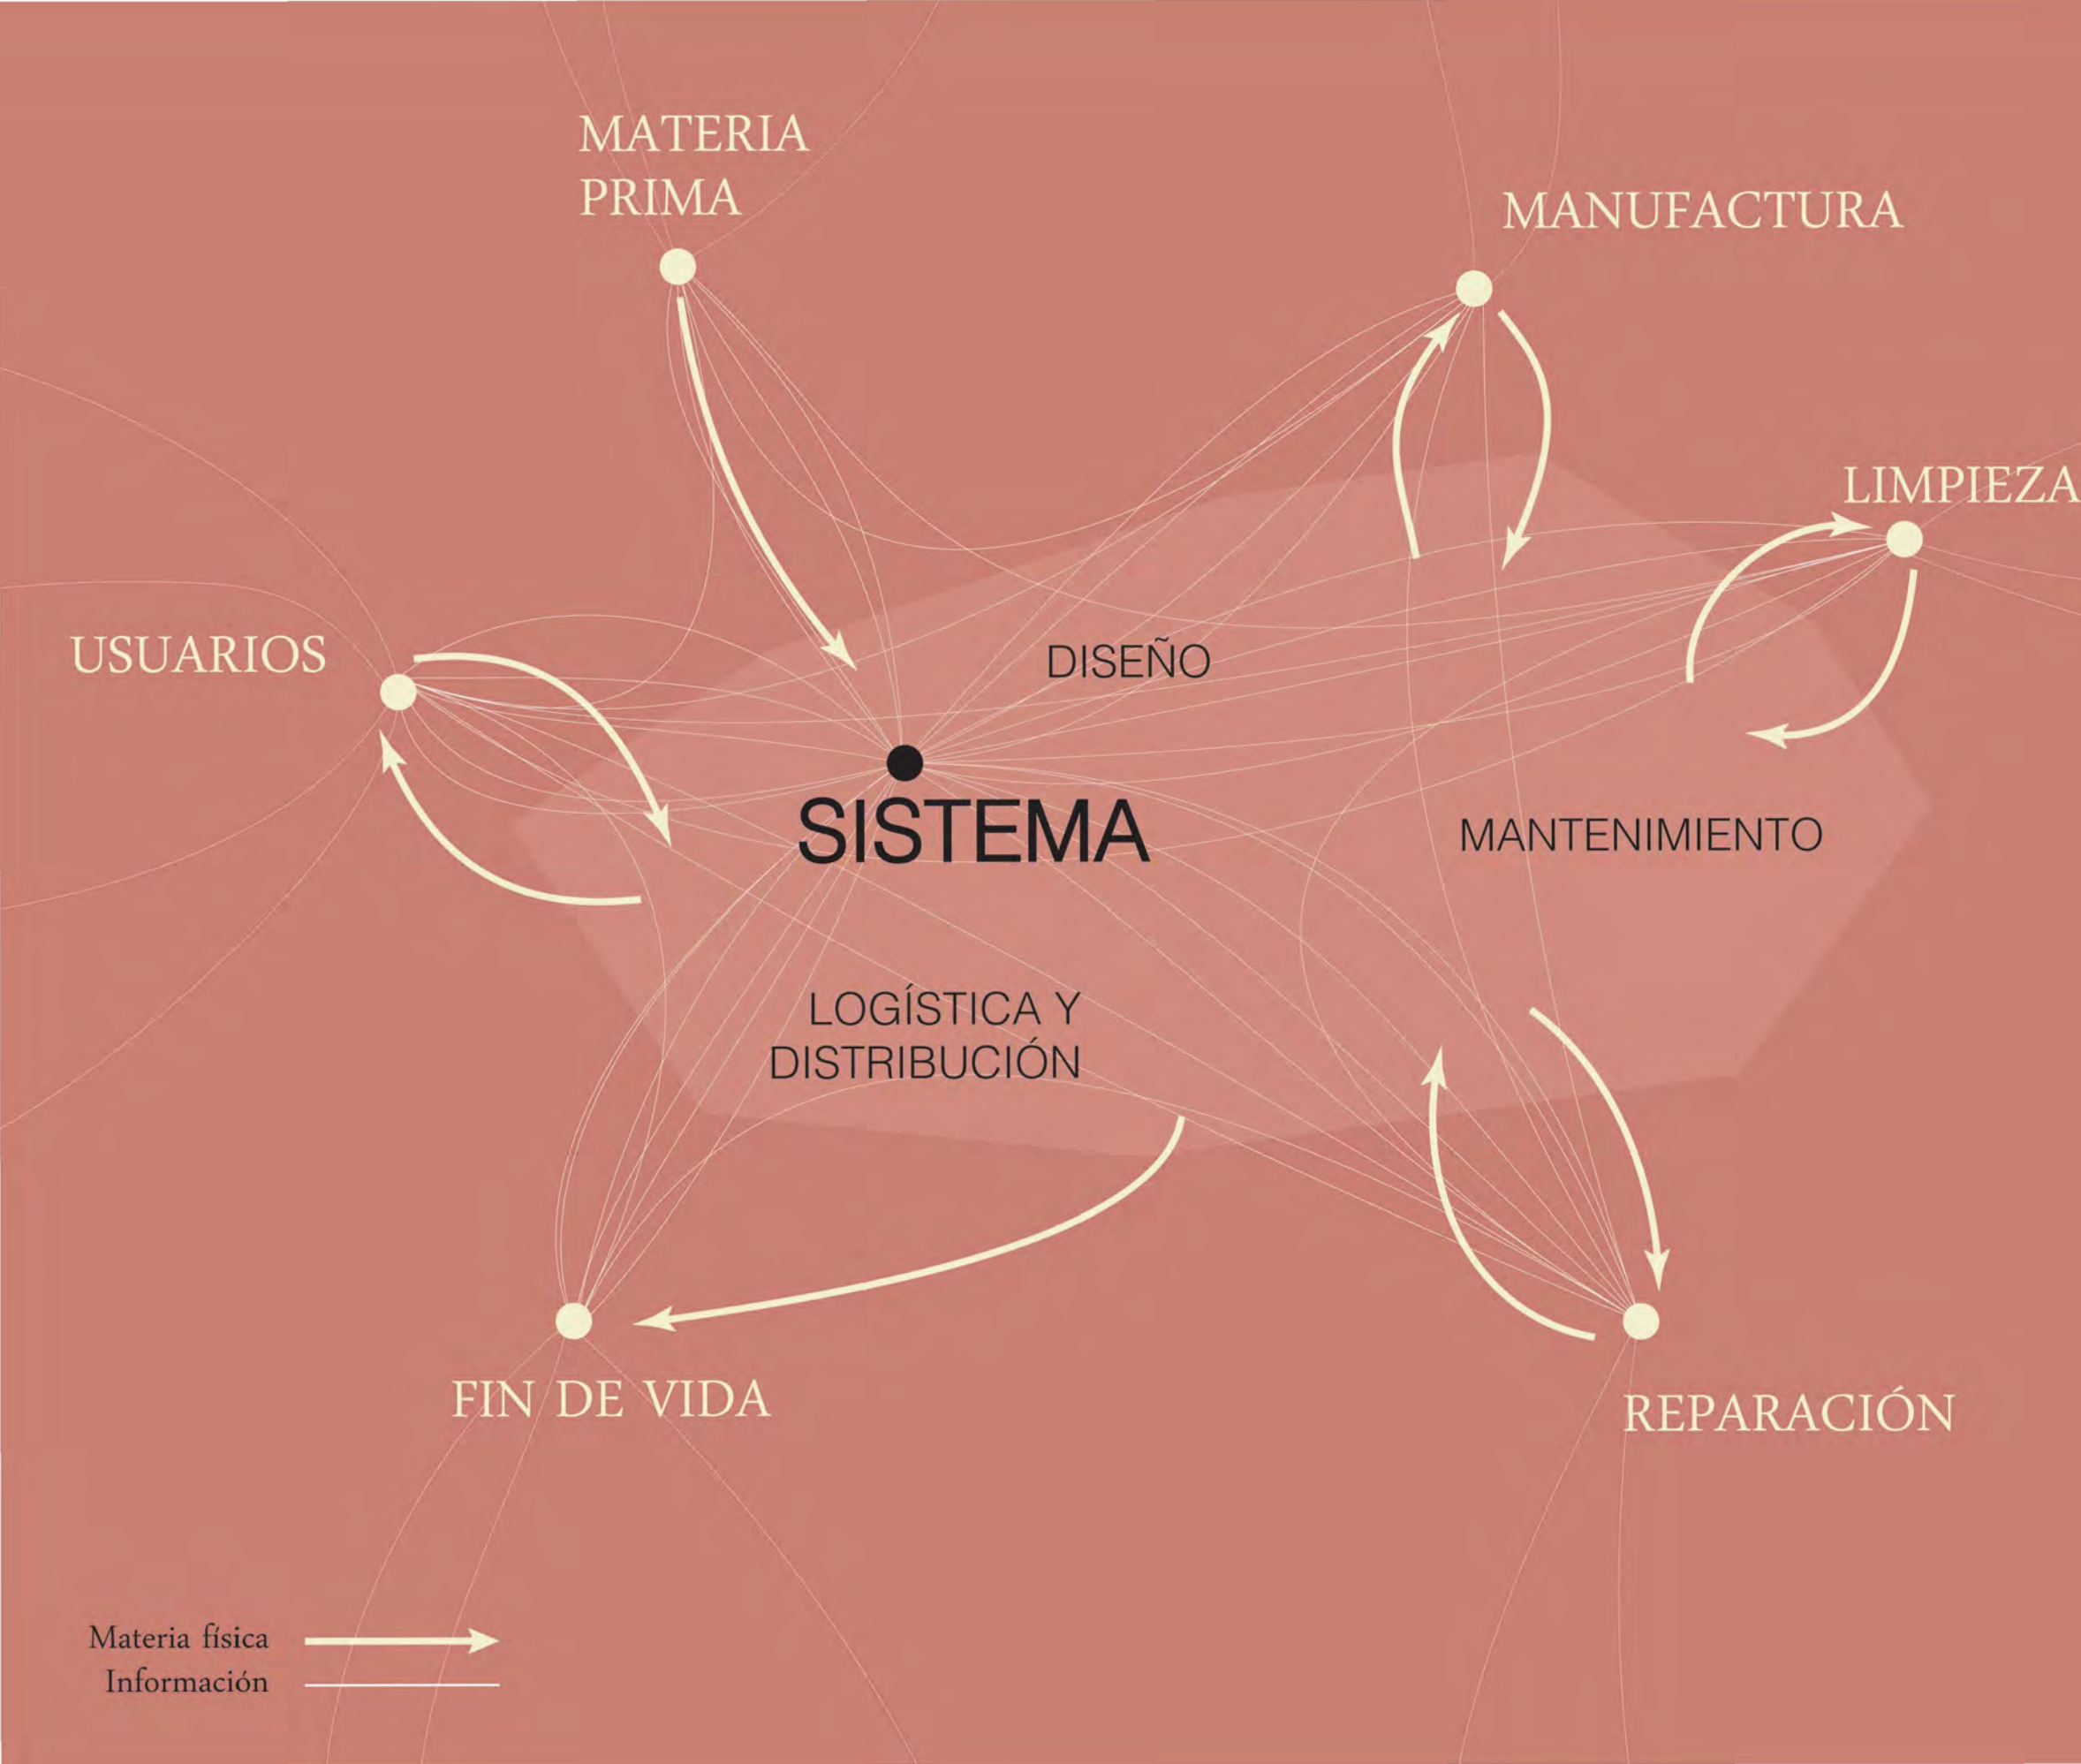 MATERIA
PRIMA
MANUFACTURA
LIMPIEZA
USUARIOS
DISEÑO
SISTEMA
MANTENIMIENTO
LOGÍSTICA Y
DISTRIBUCIÓN
FIN DE VIDA
REPARACIÓN
Materia física
Información